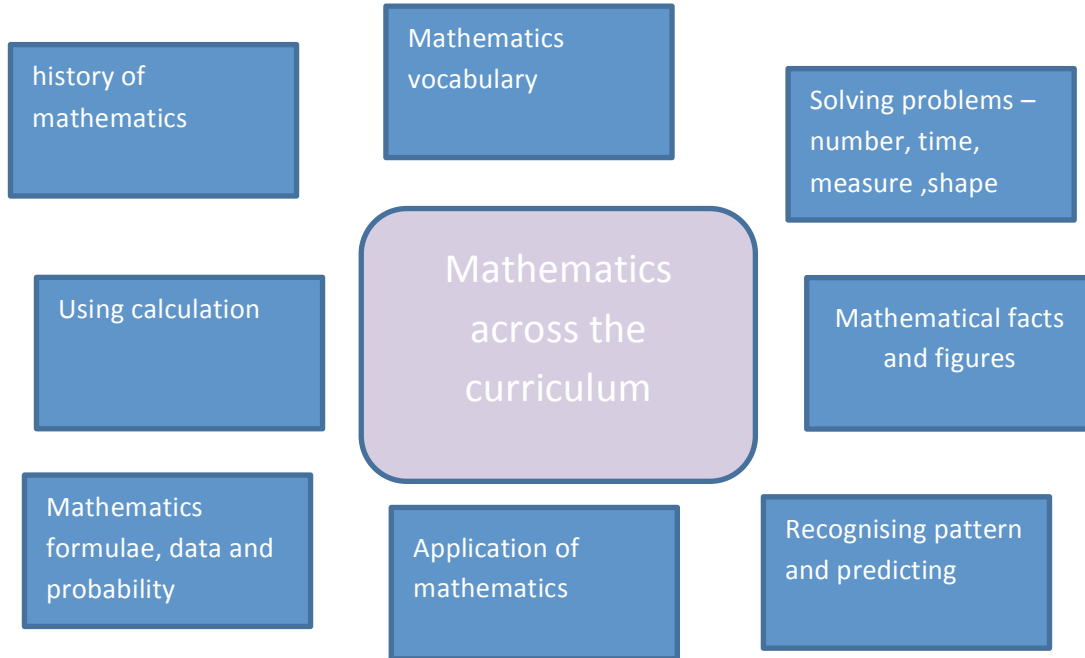 history of
mathematics
Mathematics
vocabulary
Solving problems –
number, time,
measure ,shape
Using calculation
Mathematics
across the
curriculum
Mathematical facts
and figures
Mathematics
formulae, data and
probability
Application of
mathematics
Recognising pattern
and predicting